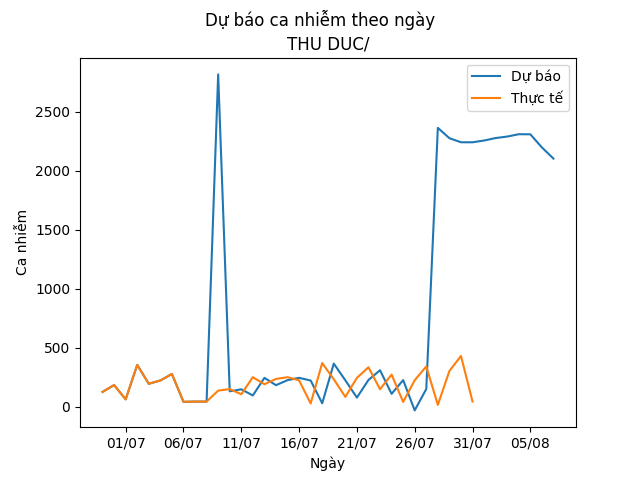 Dự báo ca nhiễm theo ngày
THU DUC/
Dự báo
Thực tế
Ca nhiễm
2500
2000
1500
1000
500
0
01/07 06/07 11/07 16/07 21/07 26/07 31/07 05/08
Ngày